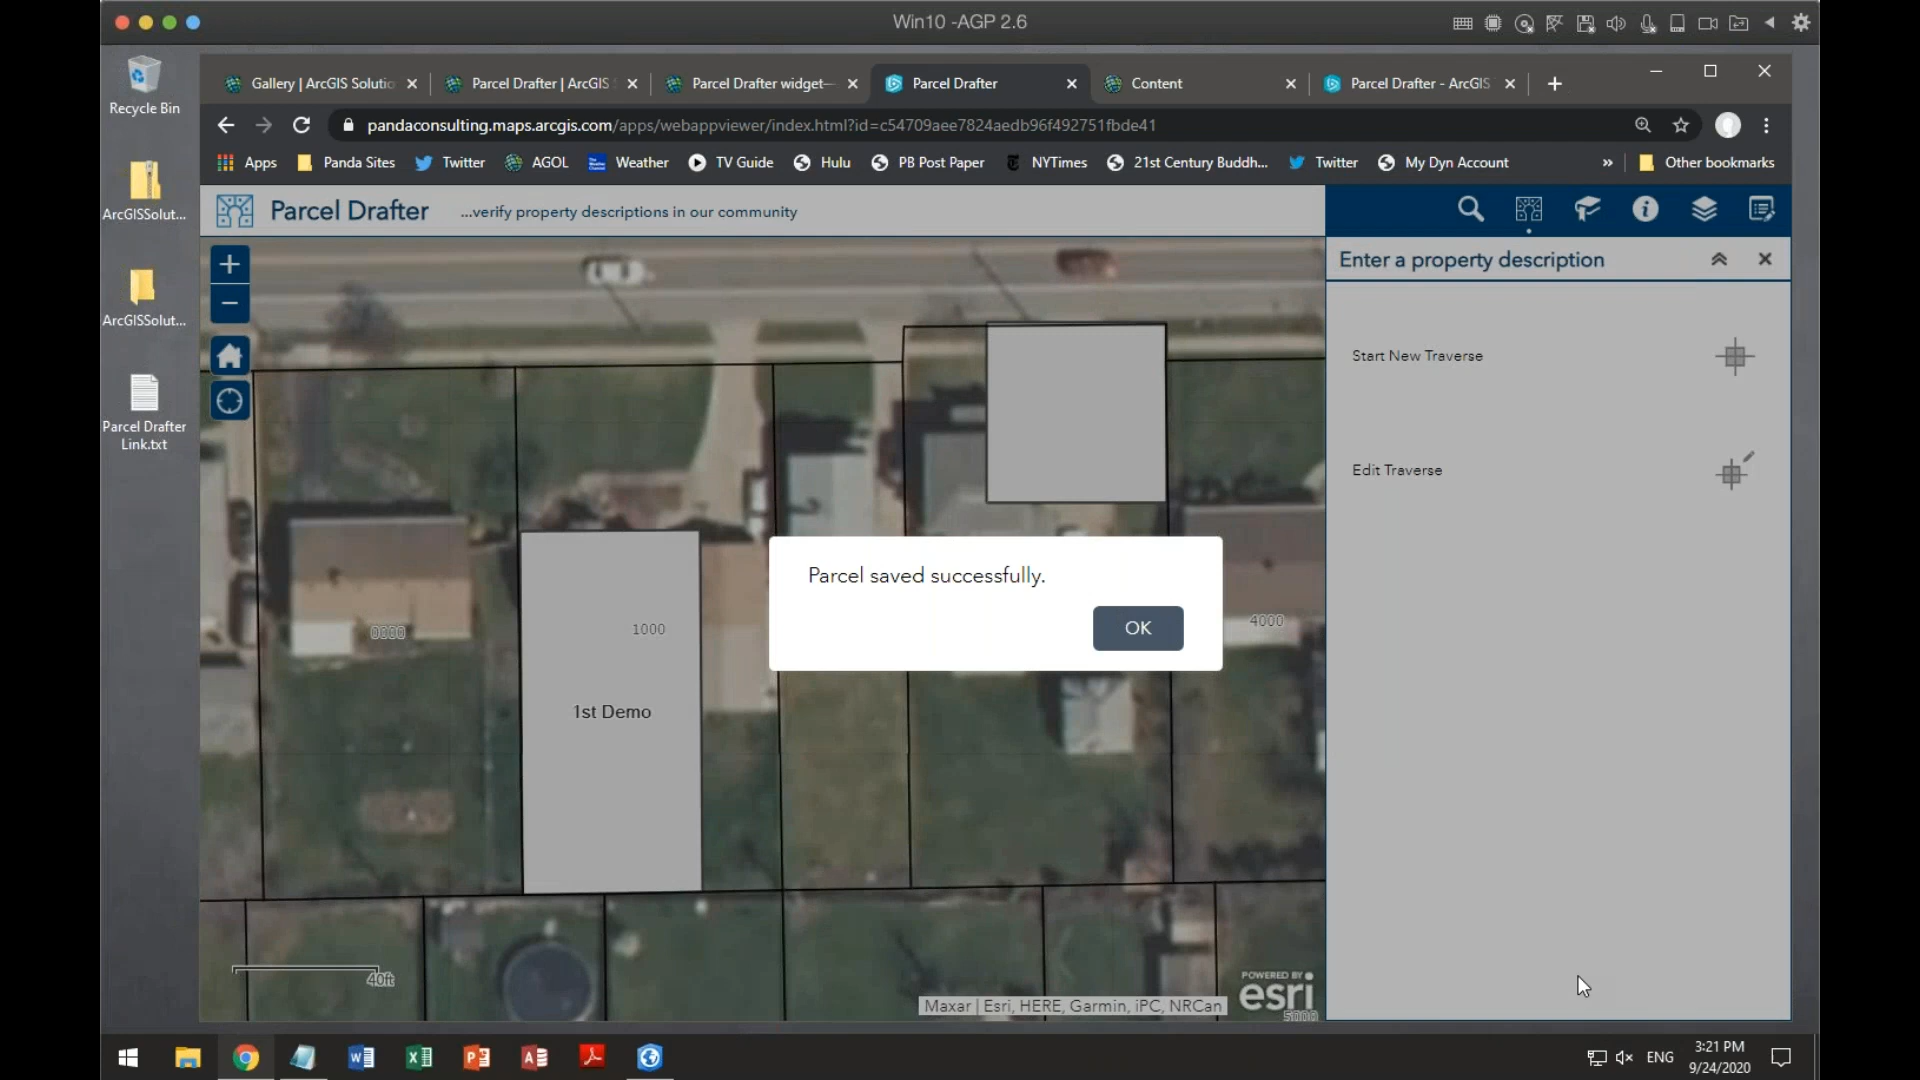 Win10 -AGP 2.6
Recycle Bin
ArcGISSolut...
ArcGISSolut...
Parcel Drafter
Link.txt
Gallery | ArcGIS Solutio
Parcel Drafter | ArcGIS
Parcel Drafter widget—
Parcel Drafter
Content
Parcel Drafter - ArcGIS
pandaconsulting.maps.arcgis.com/apps/webappviewer/index.html?id=c54709aee7824aedb96f492751fbde41
Apps
Panda Sites
Twitter
AGOL
Weather
TV Guide
Hulu
PB Post Paper
NYTimes
21st Century Buddh...
Twitter
My Dyn Account
»
Other bookmarks
Parcel Drafter
...verify property descriptions in our community
Enter a property description
Start New Traverse
Edit Traverse
Parcel saved successfully.
OK
0000
1000
4000
1st Demo
40ft
Maxar | Esri, HERE, Garmin, iPC, NRCan
POWERED BY
esri
5000
ENG
3:21 PM
9/24/2020